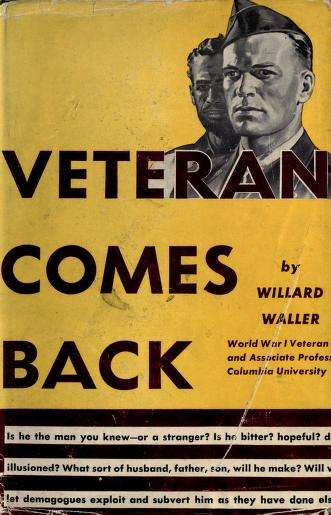 VETERAN
COMES
BACK
by
WILLARD
WALLER
World War I Veteran
and Associate Profess
Columbia University
Is he the man you knew—or a stranger? Is he bitter? hopeful? d
illusioned? What sort of husband, father, son, will he make? Will
let demagogues exploit and subvert him as they have done els